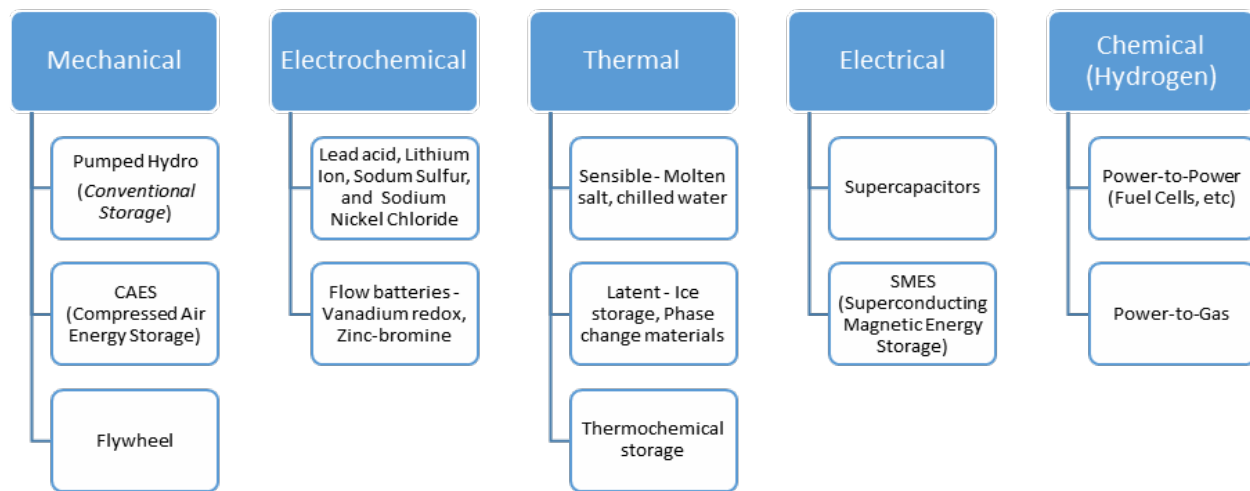 Mechanical
Pumped Hydro
(Conventional
Storage)
CAES
(Compressed Air
Energy Storage)
Flywheel
Electrochemical
Lead acid, Lithium
Ion, Sodum Sulfur,
and Sodium
Nickel Chloride
Flow batteries -
Vanadium redox,
Zinc-bromine
Thermal
Sensible - Molten
salt, chilled water
Latent - Ice
storage, Phase
change materials
Thermochemical
storage
Electrical
Supercapacitors
SMES
(Superconducting
Magnetic Energy
Storage)
Chemical
(Hydrogen)
Power-to-Power
(Fuel Cells, etc)
Power-to-Gas